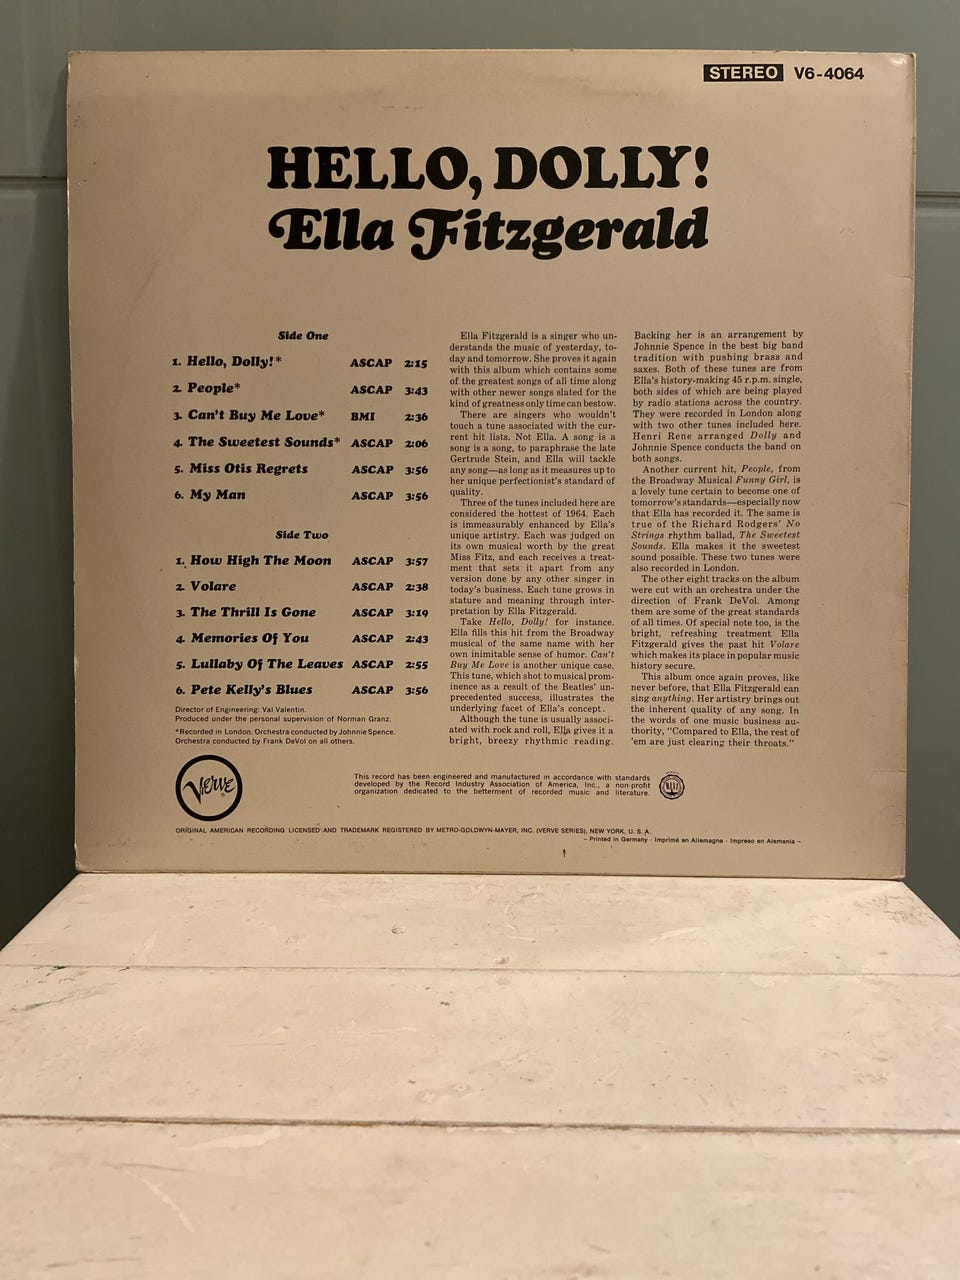 STEREO V6-4064
HELLO, DOLLY!
Ella Fitzgerald
Side One
1. Hello, Dolly!* ASCAP 2:15
2. People* ASCAP 3:43
3. Can't Buy Me Love* BMI 2:36
4. The Sweetest Sounds* ASCAP 2:06
5. Miss Otis Regrets ASCAP 3:56
6. My Man ASCAP 3:56
Side Two
1. How High The Moon ASCAP 3:57
2. Volare ASCAP 2:38
3. The Thrill Is Gone ASCAP 3:19
4. Memories Of You ASCAP 2:43
5. Lullaby Of The Leaves ASCAP 2:55
6. Pete Kelly's Blues ASCAP 3:56
Director of Engineering: Val Valentin.
Produced under the personal supervision of Norman Granz.
*Recorded in London. Orchestra conducted by Johnnie Spence.
Orchestra conducted by Frank DeVol on all others.
Ella Fitzgerald is a singer who un-
derstands the music of yesterday, to-
day and tomorrow. She proves it again
with this album which contains some
of the greatest songs of all time along
with other newer songs slated for the
kind of greatness only time can bestow.
There are singers who wouldn't
touch a tune associated with the cur-
rent hit lists. Not Ella. A song is a
song is a song, to paraphrase the late
Gertrude Stein, and Ella will tackle
any song—as long as it measures up to
her unique perfectionist's standard of
quality.
Three of the tunes included here are
considered the hottest of 1964. Each
is immeasurably enhanced by Ella's
unique artistry. Each was judged on
its own musical worth by the great
Miss Fitz, and each receives a treat-
ment that sets it apart from any
version done by any other singer in
today's business. Each tune grows in
stature and meaning through inter-
pretation by Ella Fitzgerald.
Take Hello, Dolly! for instance.
Ella fills this hit from the Broadway
musical of the same name with her
own inimitable sense of humor. Can't
Buy Me Love is another unique case.
This tune, which shot to musical prom-
inence as a result of the Beatles' un-
precedented success, illustrates the
underlying facet of Ella's concept.
Although the tune is usually associ-
ated with rock and roll, Ella gives it a
bright, breezy rhythmic reading.
Backing her is an arrangement by
Johnnie Spence in the best big band
tradition with pushing brass and
saxes. Both of these tunes are from
Ella's history-making 45 r.p.m. single,
both sides of which are being played
by radio stations across the country.
They were recorded in London along
with two other tunes included here.
Henri Rene arranged Dolly and
Johnnie Spence conducts the band on
both songs.
Another current hit, People, from
the Broadway Musical Funny Girl, is
a lovely tune certain to become one of
tomorrow's standards—especially now
that Ella has recorded it. The same is
true of the Richard Rodgers' No
Strings rhythm ballad, The Sweetest
Sounds. Ella makes it the sweetest
sound possible. These two tunes were
also recorded in London.
The other eight tracks on the album
were cut with an orchestra under the
direction of Frank DeVol. Among
them are some of the great standards
of all times. Of special note too, is the
bright, refreshing treatment Ella
Fitzgerald gives the past hit Volare
which makes its place in popular music
history secure.
This album once again proves, like
never before, that Ella Fitzgerald can
sing anything. Her artistry brings out
the inherent quality of any song. In
the words of one music business au-
thority, "Compared to Ella, the rest of
'em are just clearing their throats."
Verve
This record has been engineered and manufactured in accordance with standards
developed by the Record Industry Association of America, Inc., a non-profit
organization dedicated to the betterment of recorded music and literature.
ORIGINAL AMERICAN RECORDING LICENSED AND TRADEMARK REGISTERED BY METRO-GOLDWYN-MAYER, INC. (VERVE SERIES), NEW YORK, U. S. A.
– Printed in Germany · Imprimé en Allemagne · Impreso en Alemania –